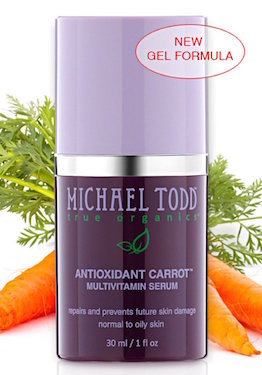 NEW
GEL FORMULA
MICHAEL TODD
true organics®
ANTIOXIDANT CARROT™
MULTIVITAMIN SERUM
repairs and prevents future skin damage
normal to oily skin
30 ml / 1 fl oz